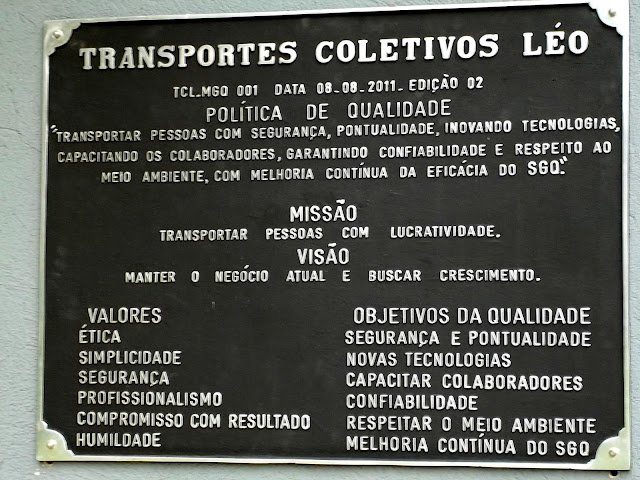 TRANSPORTES COLETIVOS LÉO
TCL_MGQ 001 DATA 08-08-2011_ EDIÇÃO 02
POLÍTICA DE QUALIDADE
"TRANSPORTAR PESSOAS COM SEGURANÇA, PONTUALIDADE, INOVANDO TECNOLOGIAS,
CAPACITANDO OS COLABORADORES, GARANTINDO CONFIABILIDADE E RESPEITO AO
MEIO AMBIENTE, COM MELHORIA CONTÍNUA DA EFICÁCIA DO SGQ."
MISSÃO
TRANSPORTAR PESSOAS COM LUCRATIVIDADE.
VISÃO
MANTER O NEGÓCIO ATUAL E BUSCAR CRESCIMENTO.
VALORES
ÉTICA
SIMPLICIDADE
SEGURANÇA
PROFISSIONALISMO
COMPROMISSO COM RESULTADO
HUMILDADE
OBJETIVOS DA QUALIDADE
SEGURANÇA E PONTUALIDADE
NOVAS TECNOLOGIAS
CAPACITAR COLABORADORES
CONFIABILIDADE
RESPEITAR O MEIO AMBIENTE
MELHORIA CONTÍNUA DO SGQ